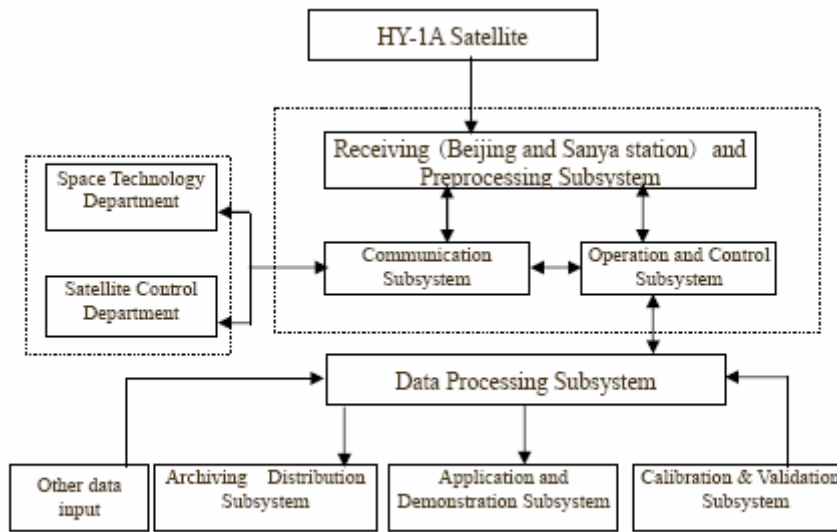 HY-1A Satellite
Receiving（Beijing and Sanya station） and
Preprocessing Subsystem
Space Technology
Department
Communication
Subsystem
Operation and Control
Subsystem
Satellite Control
Department
Data Processing Subsystem
Other data
input
Archiving Distribution
Subsystem
Application and
Demonstration Subsystem
Calibration & Validation
Subsystem